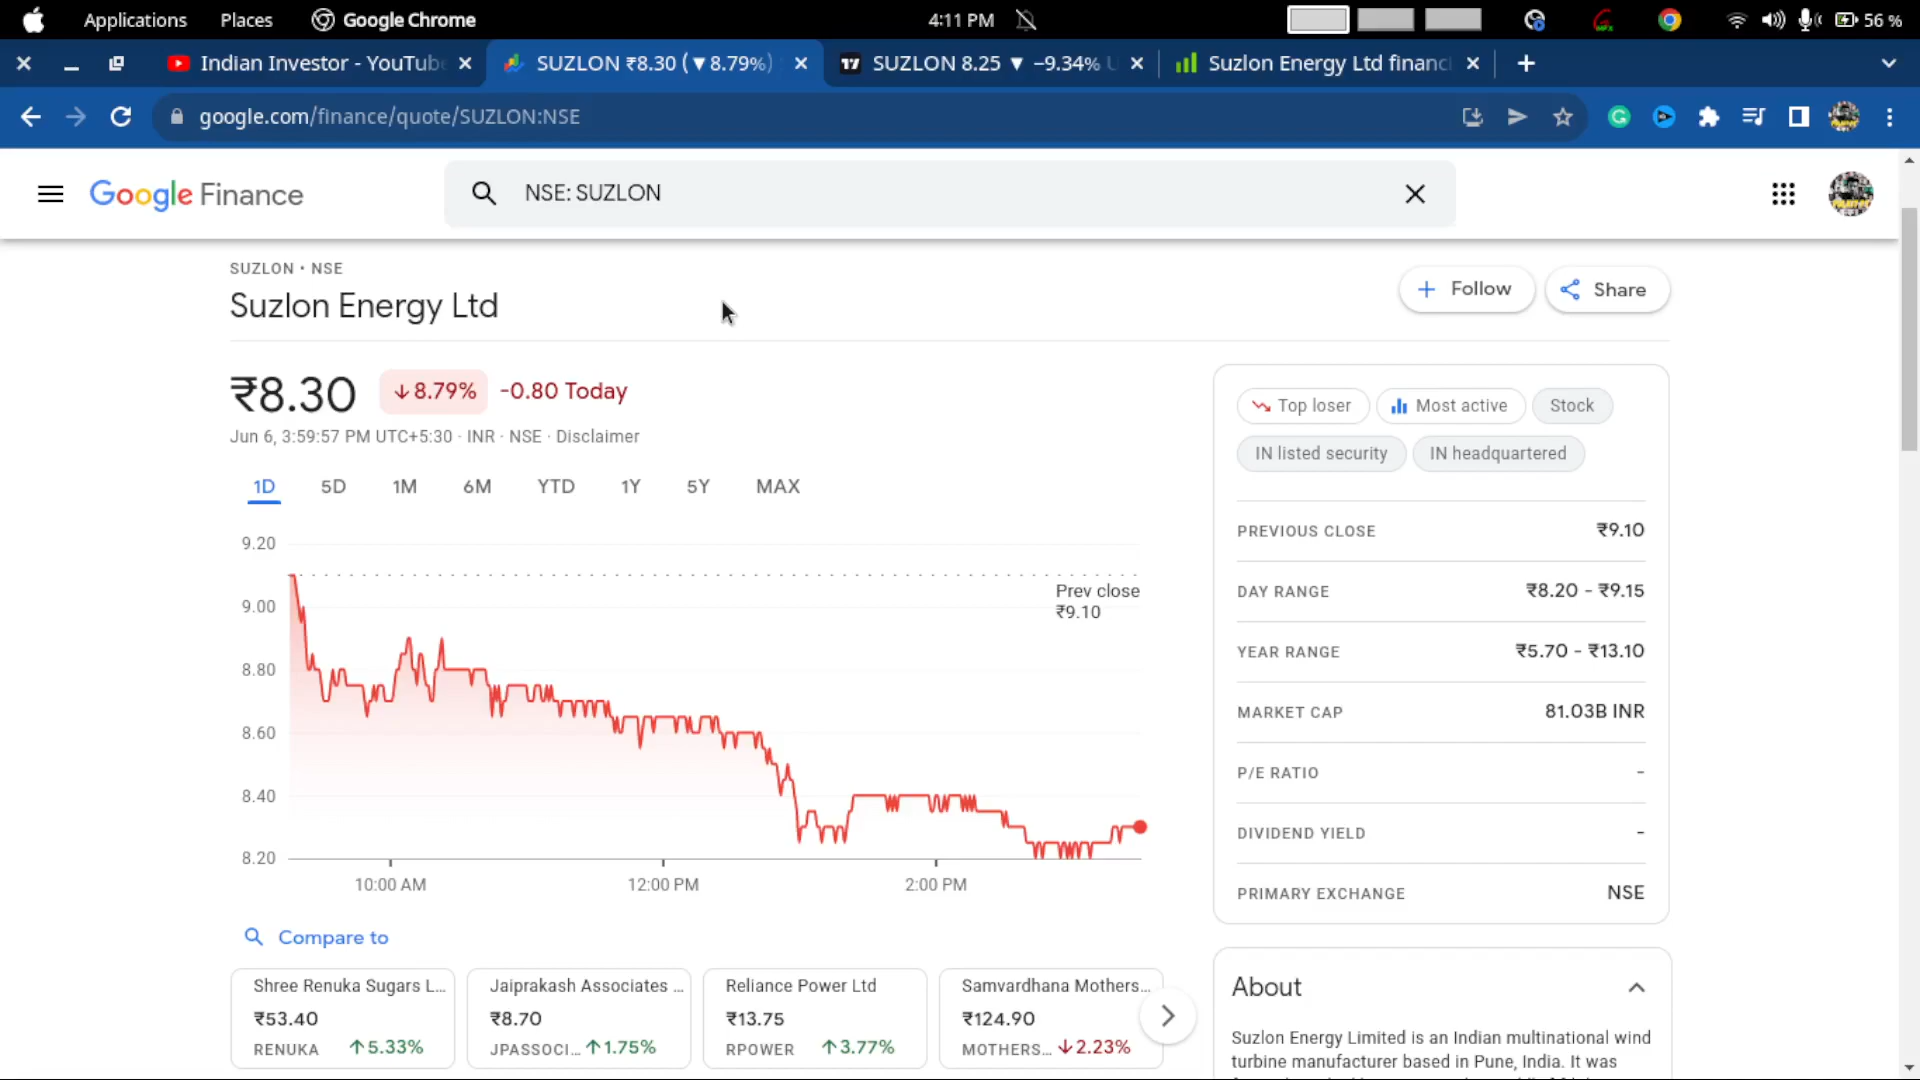 Applications Places Google Chrome 4:11 PM 56 %
Indian Investor - YouTub SUZLON ₹8.30 (▼8.79%) SUZLON 8.25 ▼ −9.34% Suzlon Energy Ltd financ
google.com/finance/quote/SUZLON:NSE
Google Finance NSE: SUZLON
SUZLON • NSE
Suzlon Energy Ltd
Follow Share
₹8.30 8.79% -0.80 Today
Jun 6, 3:59:57 PM UTC+5:30 · INR · NSE · Disclaimer
1D 5D 1M 6M YTD 1Y 5Y MAX
9.20
9.00
8.80
8.60
8.40
8.20
Prev close
₹9.10
10:00 AM 12:00 PM 2:00 PM
Top loser Most active Stock
IN listed security IN headquartered
PREVIOUS CLOSE ₹9.10
DAY RANGE ₹8.20 - ₹9.15
YEAR RANGE ₹5.70 - ₹13.10
MARKET CAP 81.03B INR
P/E RATIO -
DIVIDEND YIELD -
PRIMARY EXCHANGE NSE
Compare to
Shree Renuka Sugars L...
₹53.40
RENUKA 5.33%
Jaiprakash Associates ...
₹8.70
JPASSOCI... 1.75%
Reliance Power Ltd
₹13.75
RPOWER 3.77%
Samvardhana Mothers...
₹124.90
MOTHERS... 2.23%
About
Suzlon Energy Limited is an Indian multinational wind
turbine manufacturer based in Pune, India. It was